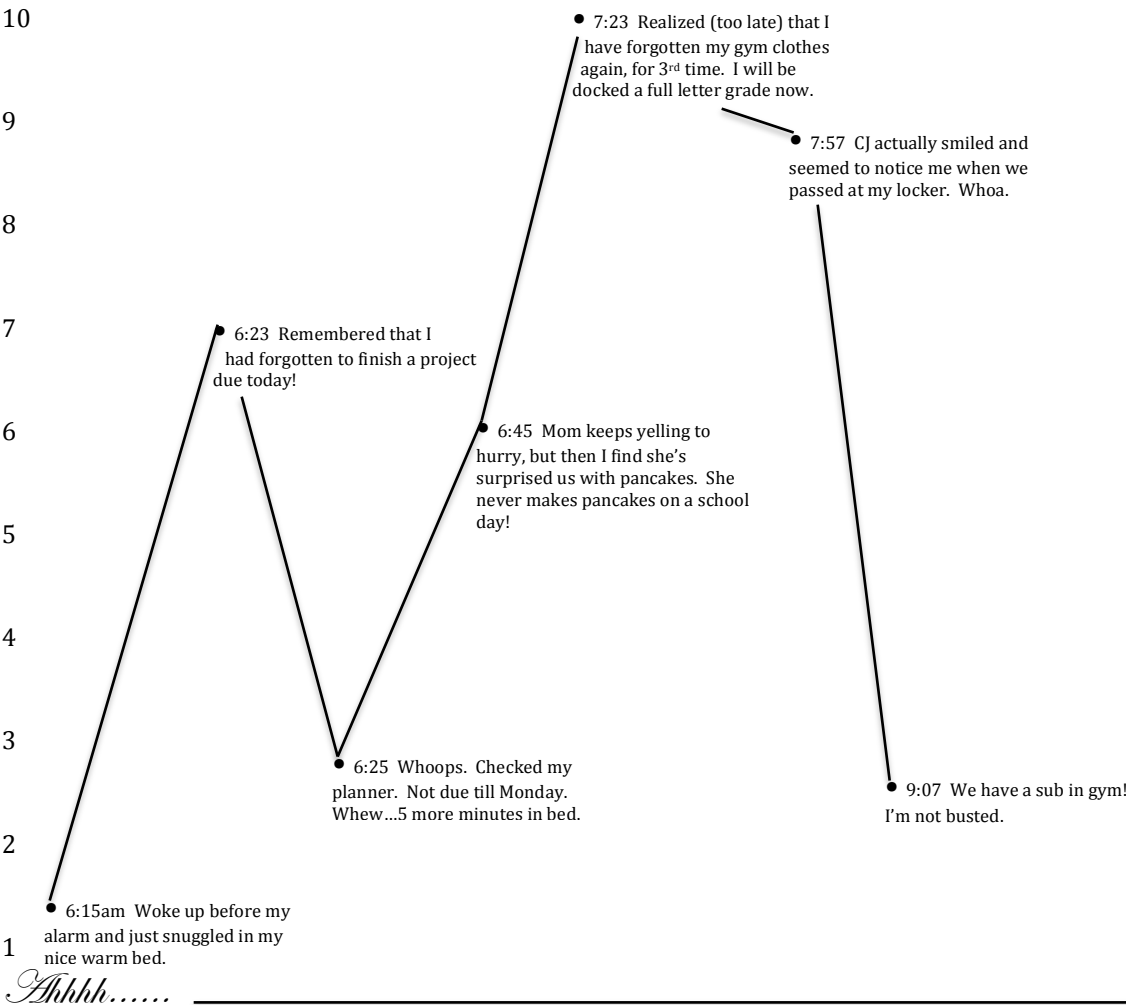 10
7:23 Realized (too late) that I
have forgotten my gym clothes
again, for 3rd time. I will be
docked a full letter grade now.
9
7:57 CJ actually smiled and
seemed to notice me when we
passed at my locker. Whoa.
8
7
6:23 Remembered that I
had forgotten to finish a project
due today!
6
6:45 Mom keeps yelling to
hurry, but then I find she’s
surprised us with pancakes. She
never makes pancakes on a school
day!
5
4
3
6:25 Whoops. Checked my
planner. Not due till Monday.
Whew...5 more minutes in bed.
9:07 We have a sub in gym!
I’m not busted.
2
6:15am Woke up before my
alarm and just snuggled in my
nice warm bed.
1
Ahhhh......